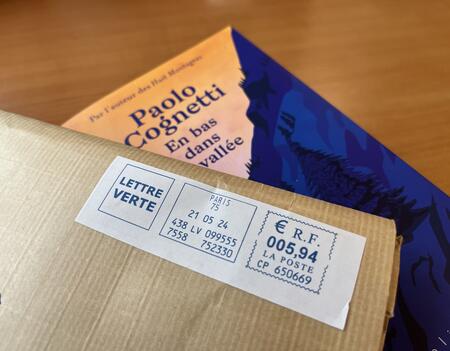 Par l'auteur des Huit Montagnes
Paolo
Cognetti
En bas
dans
vallée
LETTRE
VERTE
PARIS
75
21 05 24
438 LV 099555
7558 752330
€ R.F.
005,94
LA POSTE
CP 650669